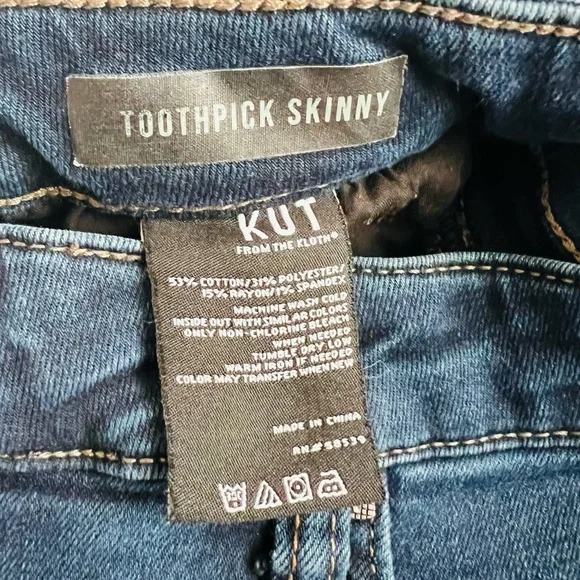 TOOTHPICK SKINNY
KUT
FROM THE KLOTH®
53% COTTON/31% POLYESTER/
15% RAYON/1% SPANDEX
MACHINE WASH COLD
INSIDE OUT WITH SIMILAR COLORS
ONLY NON-CHLORINE BLEACH
WHEN NEEDED
TUMBLE DRY LOW
WARM IRON IF NEEDED
COLOR MAY TRANSFER WHEN NEW
MADE IN CHINA
RN# 58539